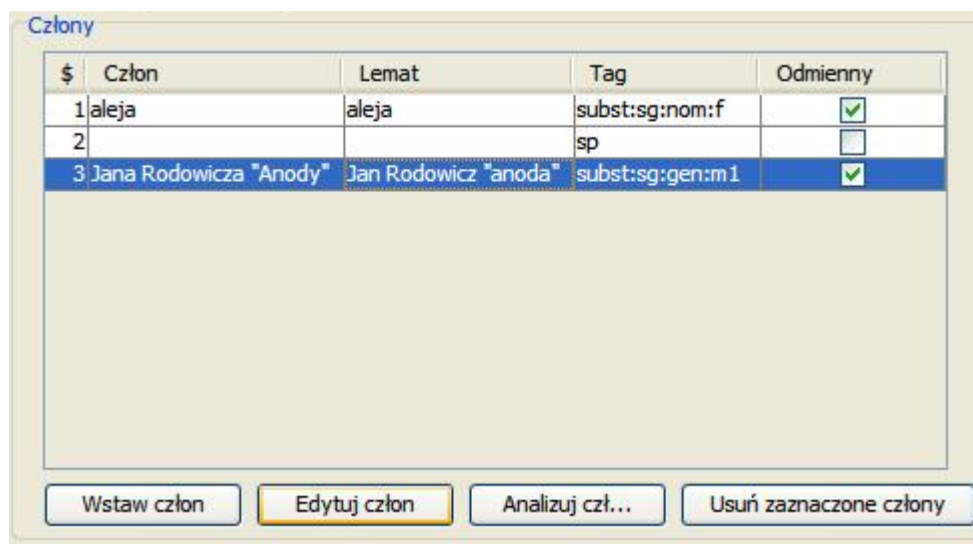 Człony
$ Człon Lemat Tag Odmienny
1 aleja aleja subst:sg:nom:f
2 sp
3 Jana Rodowicza "Anody" Jan Rodowicz "anoda" subst:sg:gen:m1
Wstaw człon Edytuj człon Analizuj czł... Usuń zaznaczone człony